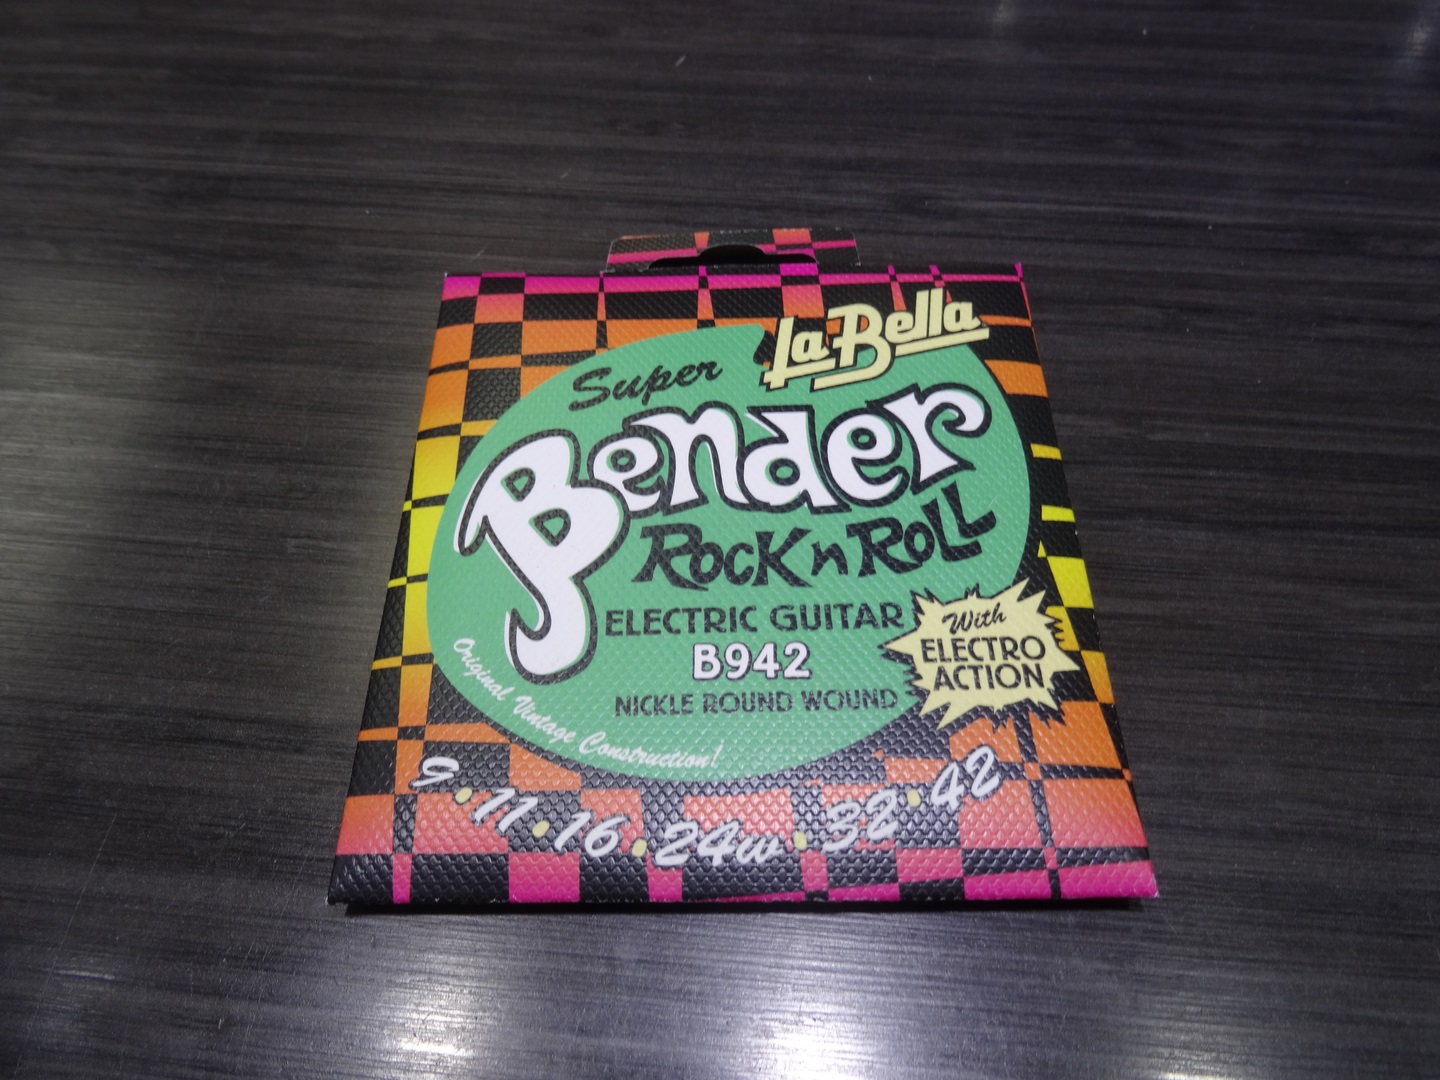 La Bella
Super
Bender
Rock n Roll
ELECTRIC GUITAR
B942
NICKLE ROUND WOUND
With
ELECTRO
ACTION
Original Vintage Construction!
9 • 11 • 16 • 24w • 32 • 42